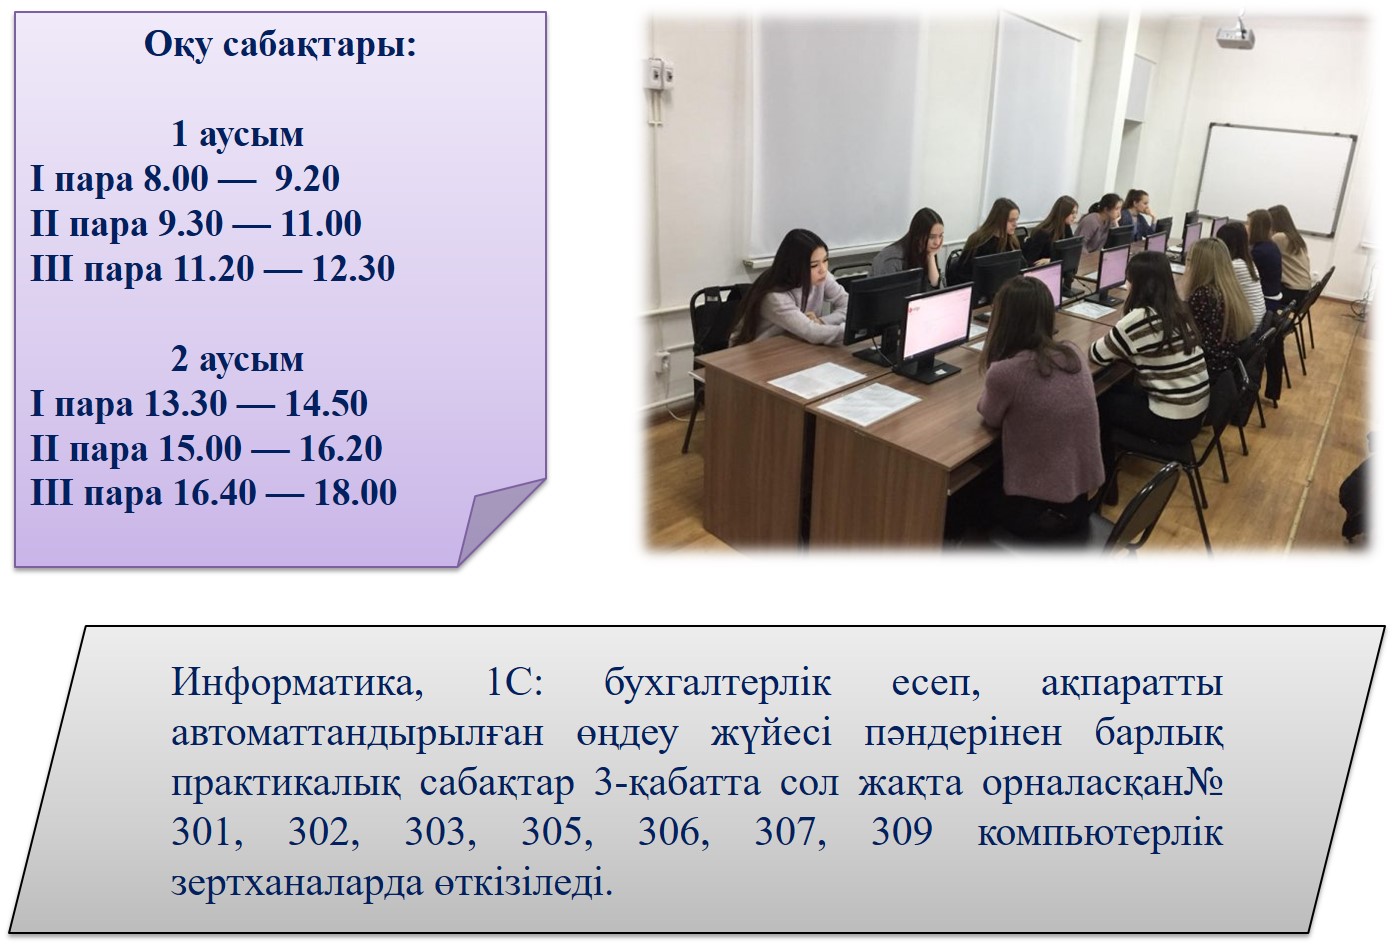 Оқу сабақтары:
1 аусым
I пара 8.00 — 9.20
II пара 9.30 — 11.00
III пара 11.20 — 12.30
2 аусым
I пара 13.30 — 14.50
II пара 15.00 — 16.20
III пара 16.40 — 18.00
Информатика, 1С: бухгалтерлік есеп, ақпаратты
автоматтандырылған өңдеу жүйесі пәндерінен барлық
практикалық сабақтар 3-қабатта сол жақта орналасқан№
301, 302, 303, 305, 306, 307, 309 компьютерлік
зертханаларда өткізіледі.